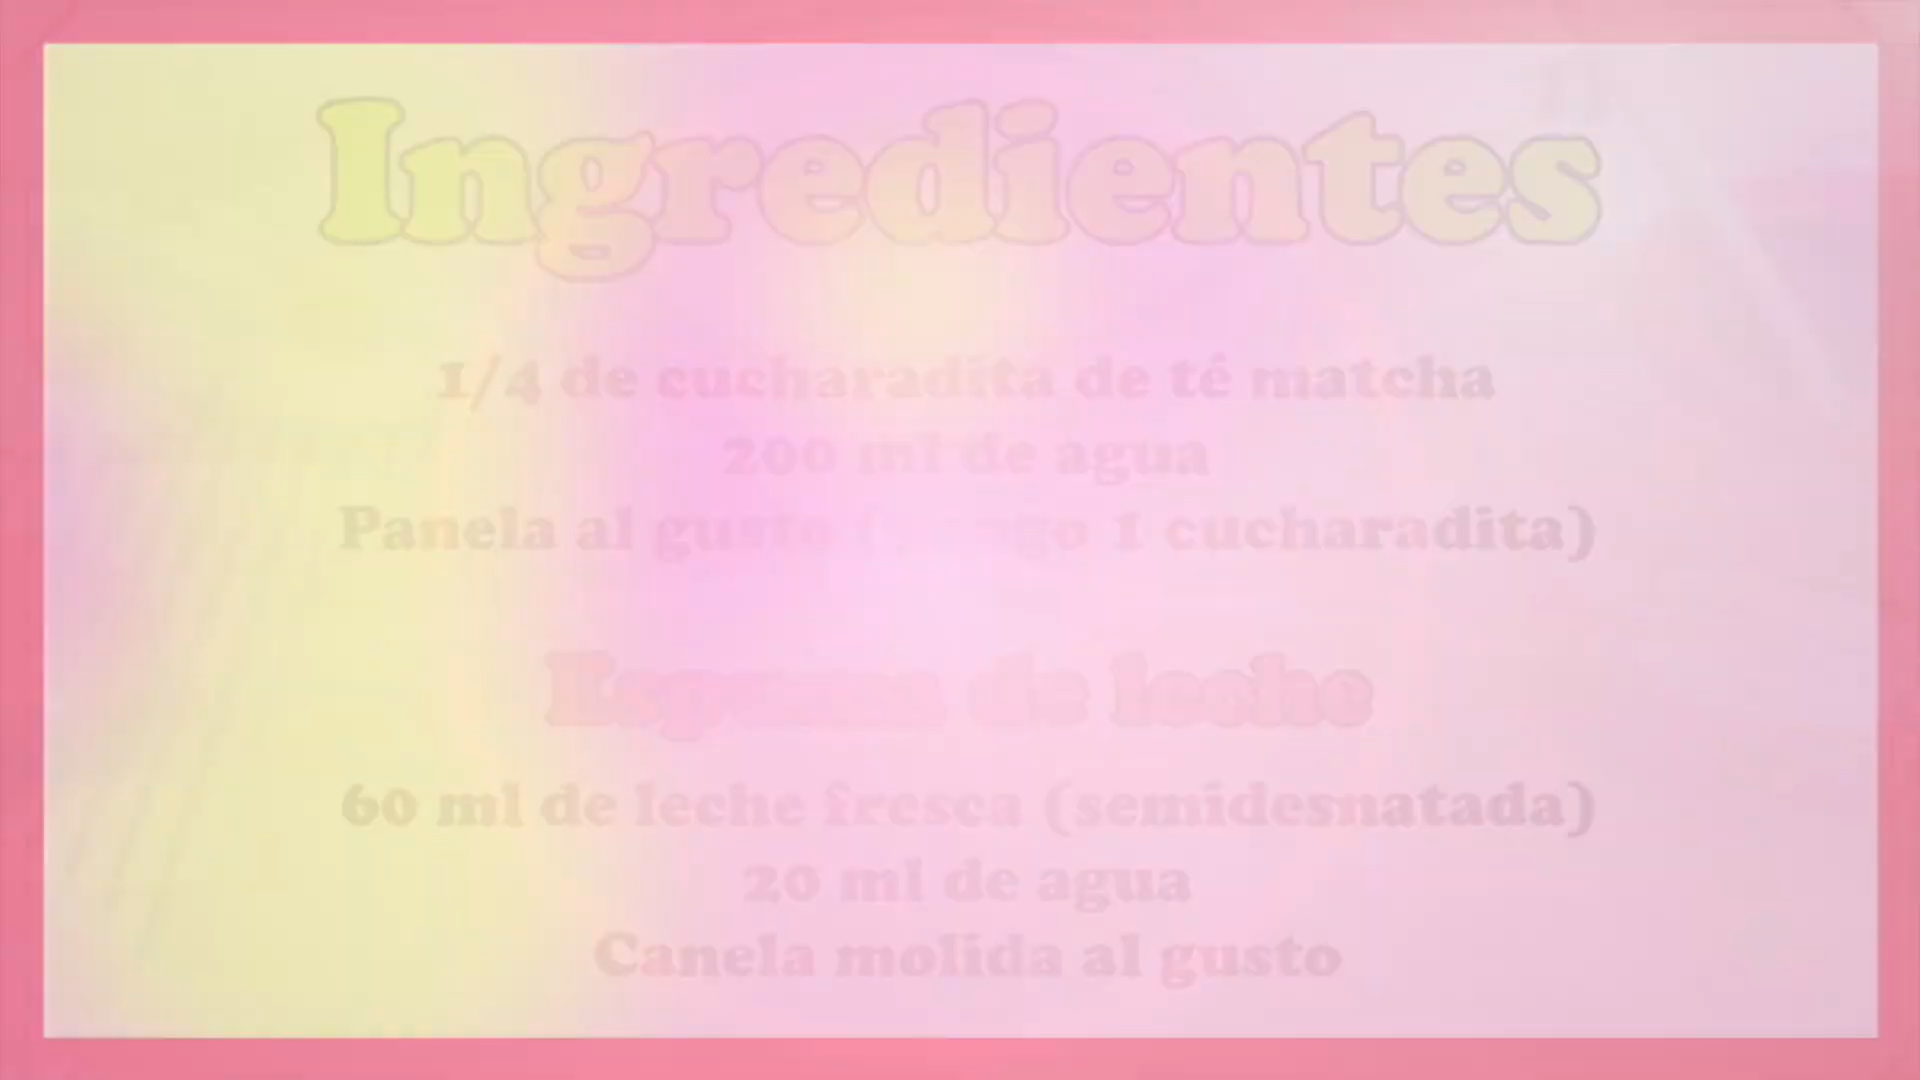 Ingredientes
1/4 de cucharadita de té matcha
200 ml de agua
Panela al gusto ( 1 cucharadita)
Espuma de leche
60 ml de leche fresca (semidesnatada)
20 ml de agua
Canela molida al gusto